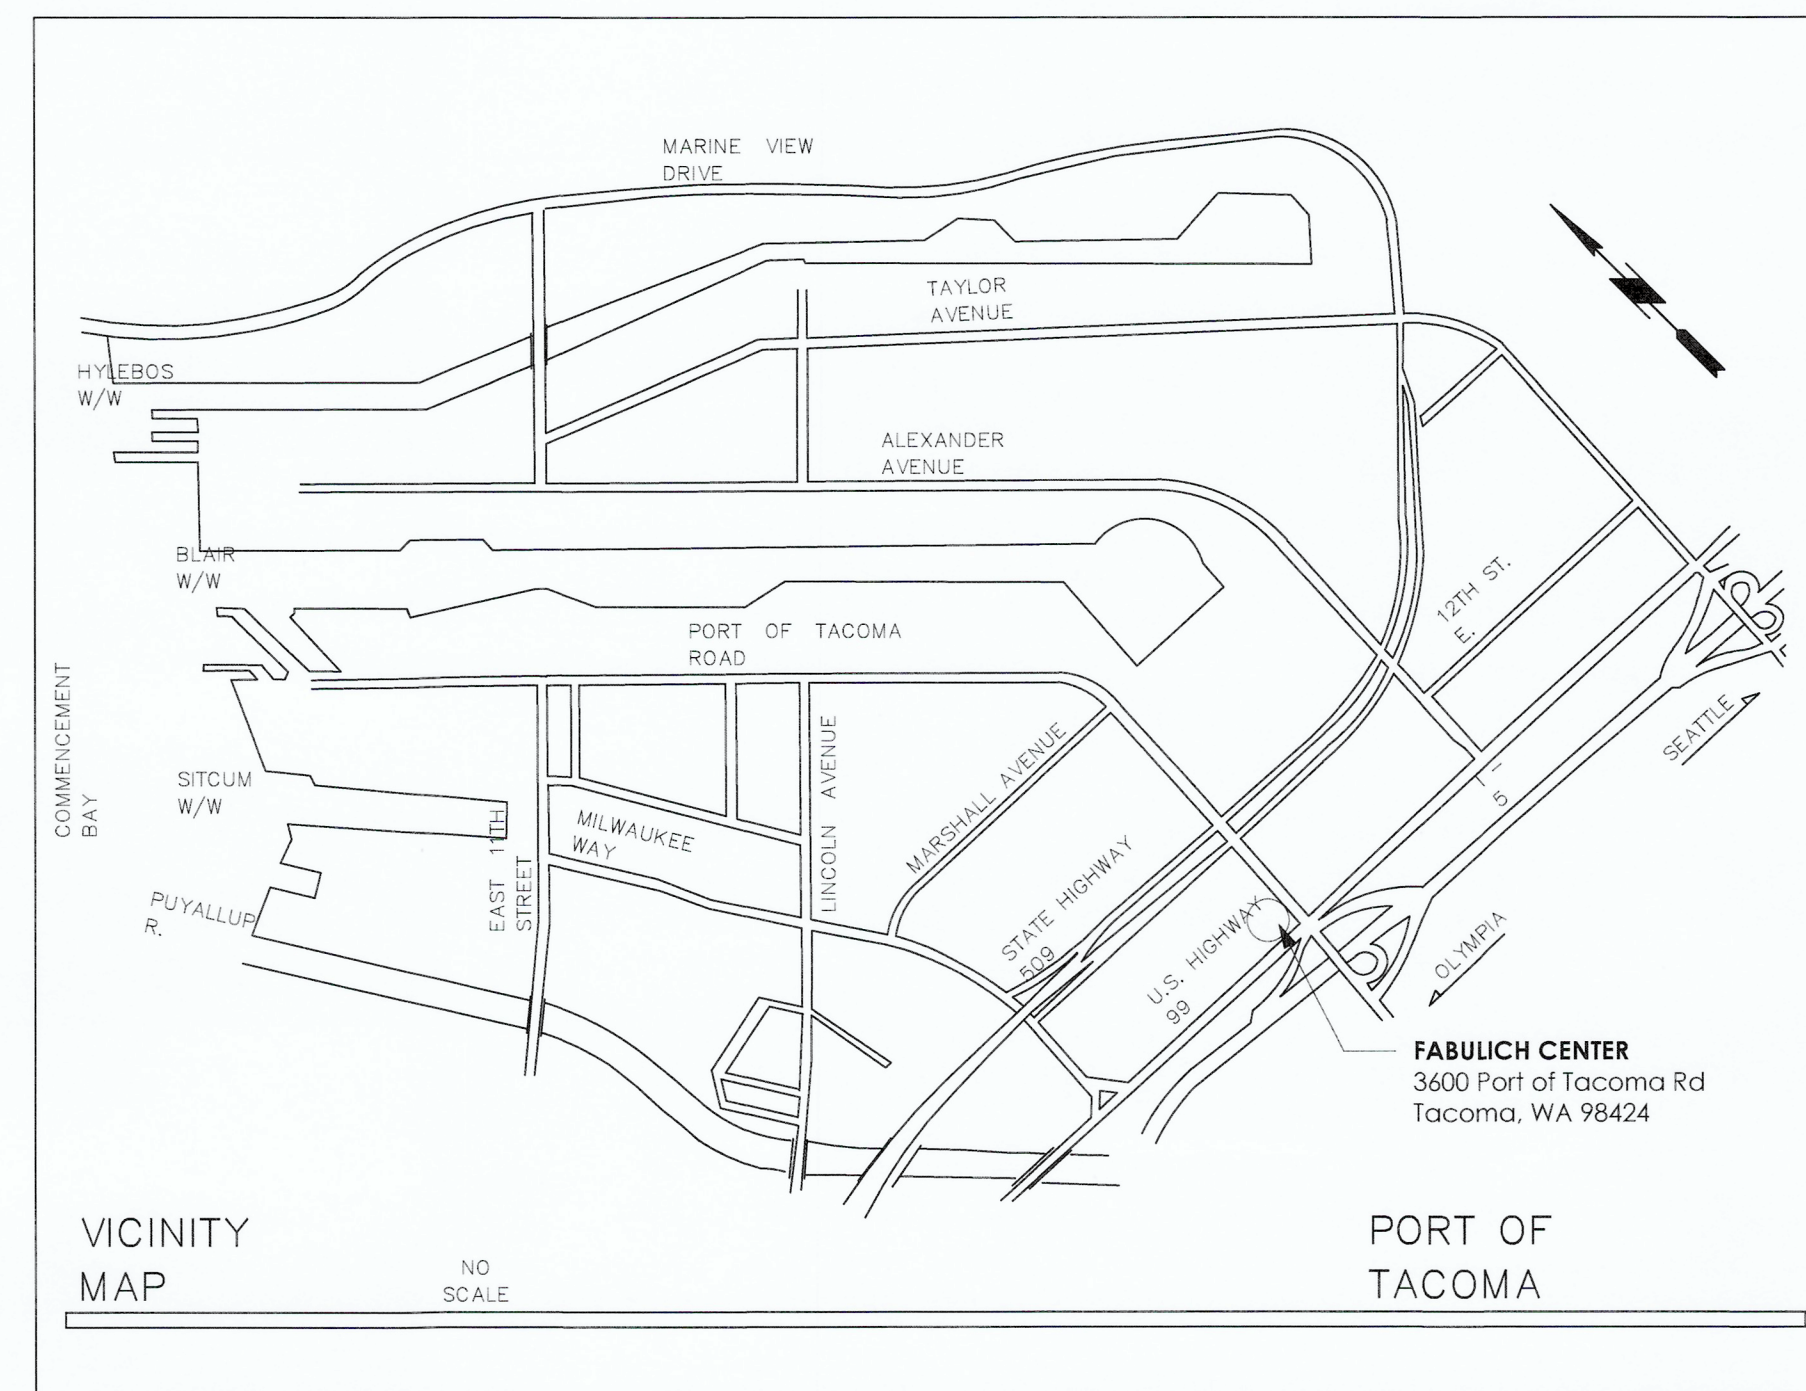 MARINE VIEW
DRIVE
TAYLOR
AVENUE
HYLEBOS
W/W
ALEXANDER
AVENUE
BLAIR
W/W
12TH ST.
E.
PORT OF TACOMA
ROAD
COMMENCEMENT
BAY
SITCUM
W/W
SEATTLE
I - 5
EAST 11TH
STREET
MILWAUKEE
WAY
LINCOLN AVENUE
MARSHALL AVENUE
STATE HIGHWAY
509
U.S. HIGHWAY
99
PUYALLUP
R.
OLYMPIA
FABULICH CENTER
3600 Port of Tacoma Rd
Tacoma, WA 98424
VICINITY
MAP
NO
SCALE
PORT OF
TACOMA